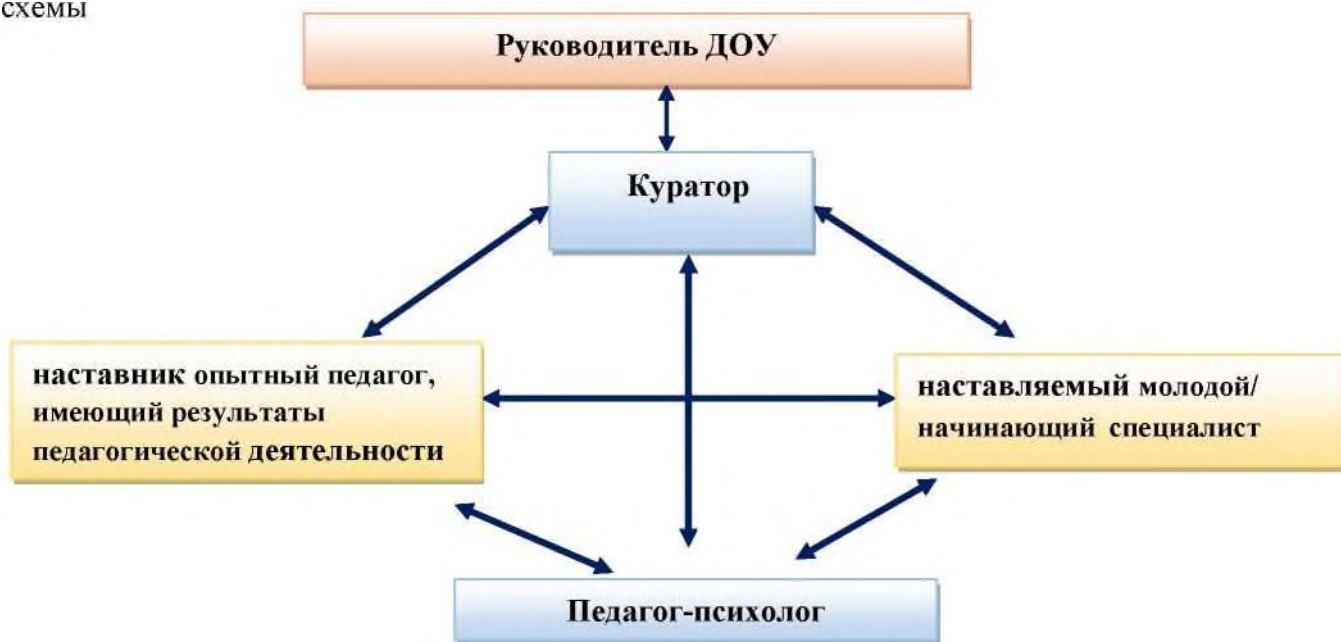 схемы
Руководитель ДОУ
Куратор
наставник опытный педагог,
имеющий результаты
педагогической деятельности
наставляемый молодой/
начинающий специалист
Педагог-психолог